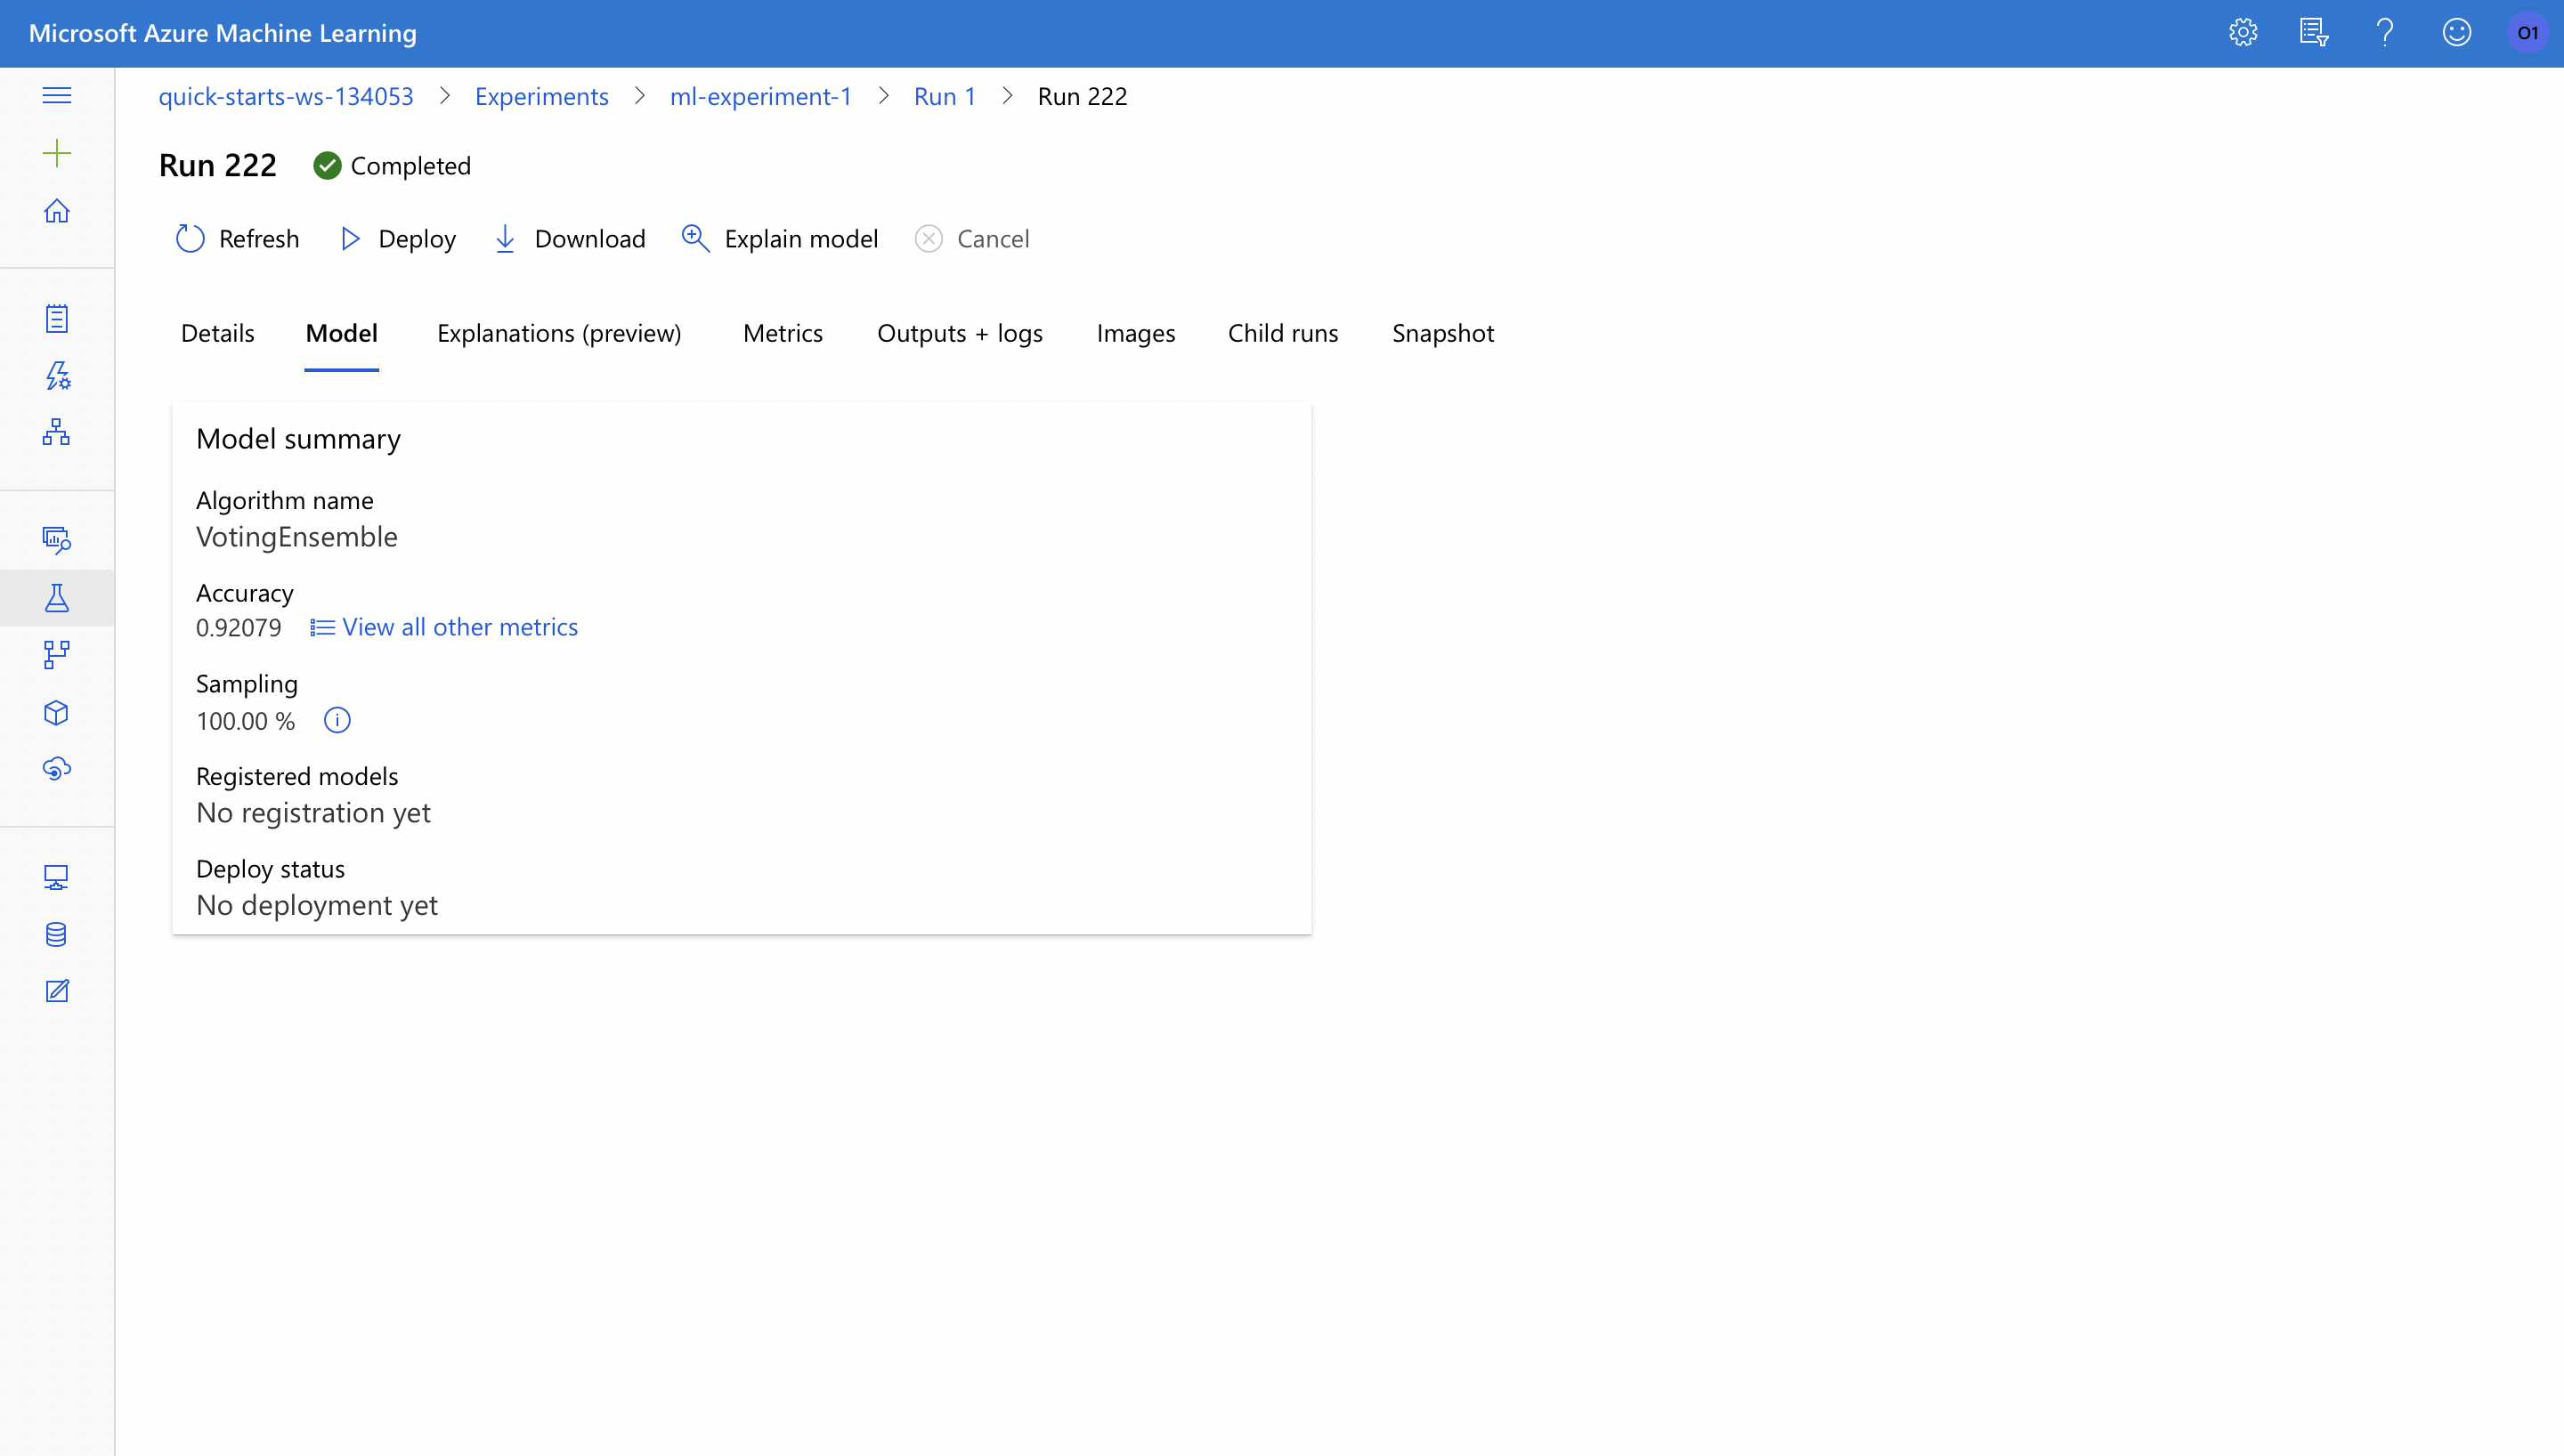 Microsoft Azure Machine Learning
O1
quick-starts-ws-134053 > Experiments > ml-experiment-1 > Run 1 > Run 222
Run 222 Completed
Refresh Deploy Download Explain model Cancel
Details Model Explanations (preview) Metrics Outputs + logs Images Child runs Snapshot
Model summary
Algorithm name
VotingEnsemble
Accuracy
0.92079 View all other metrics
Sampling
100.00 %
Registered models
No registration yet
Deploy status
No deployment yet